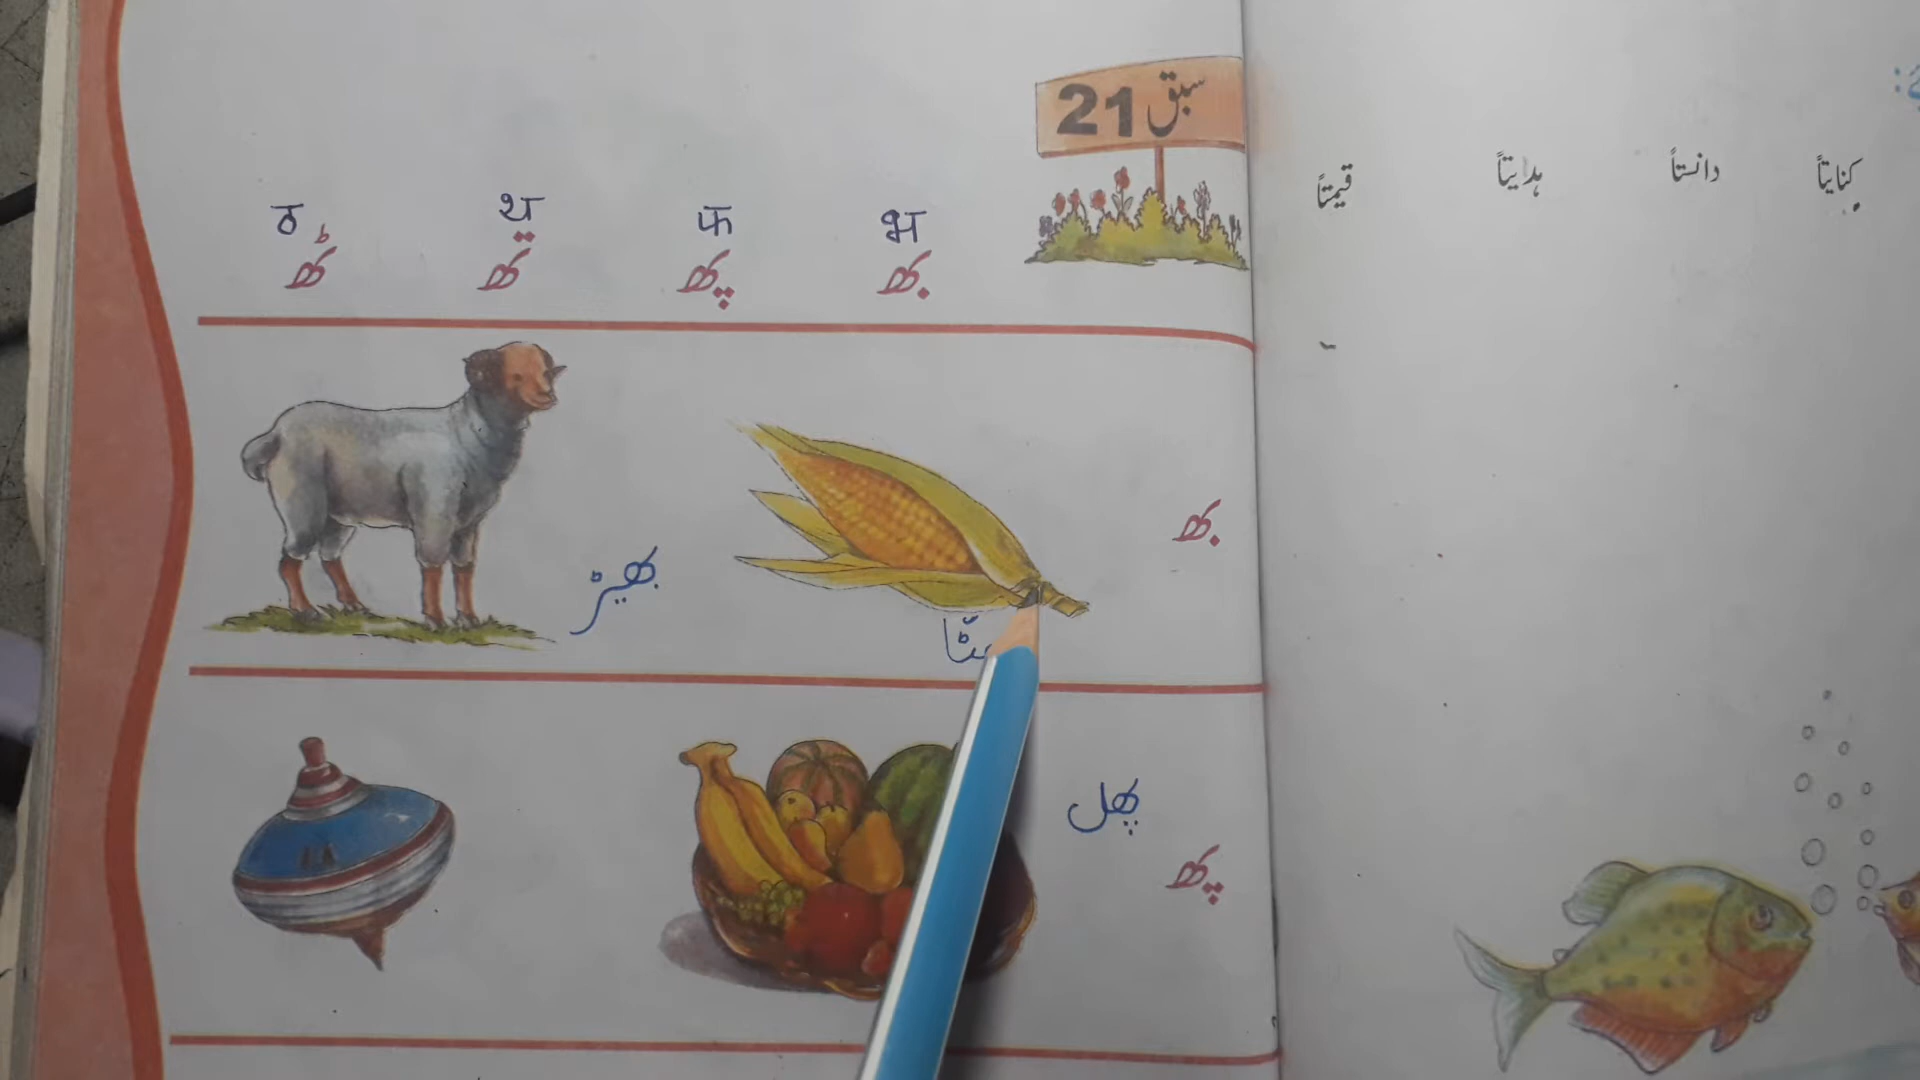 سبق 21
भ फ थ ठ
بھ پھ تھ ٹھ
بھ
بھیڑ
پھل
پھ
کنایتاً دانستاً ہدایتاً قیمتاً